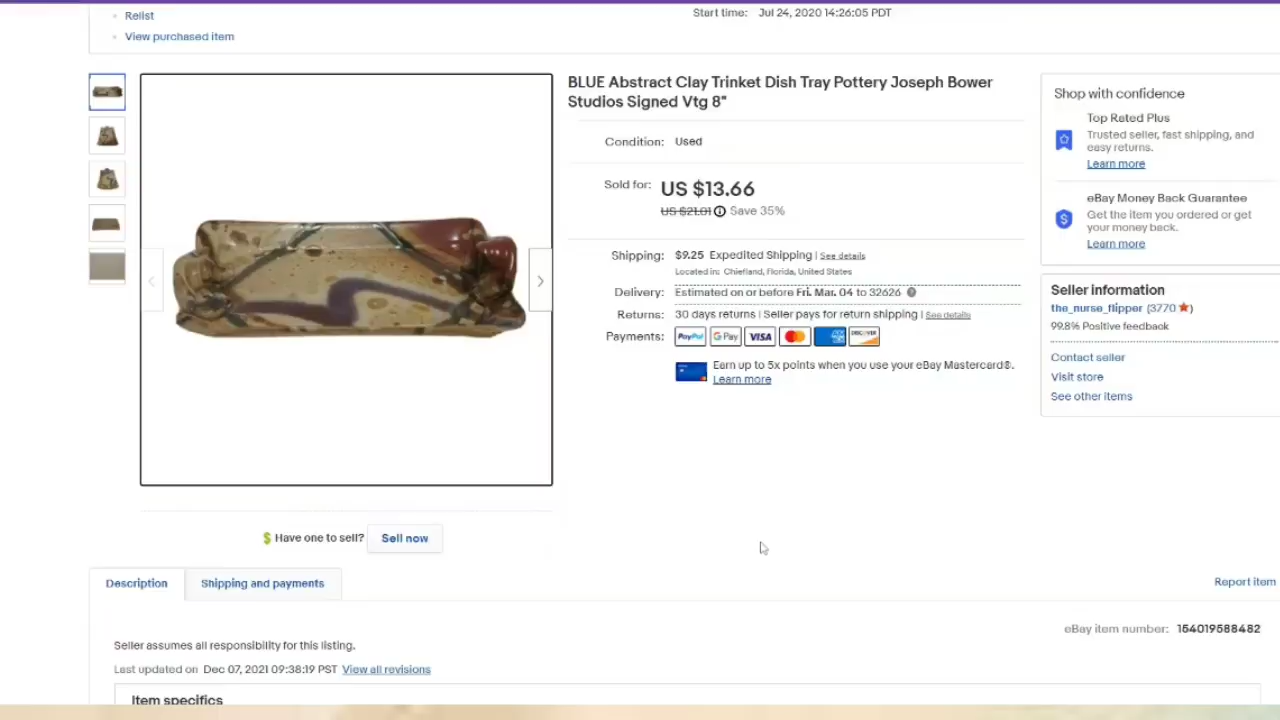 Relist
Start time: Jul 24, 2020 14:26:05 PDT
View purchased item
BLUE Abstract Clay Trinket Dish Tray Pottery Joseph Bower
Studios Signed Vtg 8"
Condition: Used
Sold for: US $13.66
US $21.01 Save 35%
Shipping: $9.25 Expedited Shipping | See details
Located in: Chiefland, Florida, United States
Delivery: Estimated on or before Fri. Mar. 04 to 32626
Returns: 30 days returns | Seller pays for return shipping | See details
Payments: PayPal G Pay VISA DISCOVER
Earn up to 5x points when you use your eBay Mastercard®.
Learn more
Shop with confidence
Top Rated Plus
Trusted seller, fast shipping, and
easy returns.
Learn more
eBay Money Back Guarantee
Get the item you ordered or get
your money back.
Learn more
Seller information
the_nurse_flipper (3770)
99.8% Positive feedback
Contact seller
Visit store
See other items
$ Have one to sell? Sell now
Description
Shipping and payments
Report item
eBay item number: 154019588482
Seller assumes all responsibility for this listing.
Last updated on Dec 07, 2021 09:38:19 PST View all revisions
Item specifics